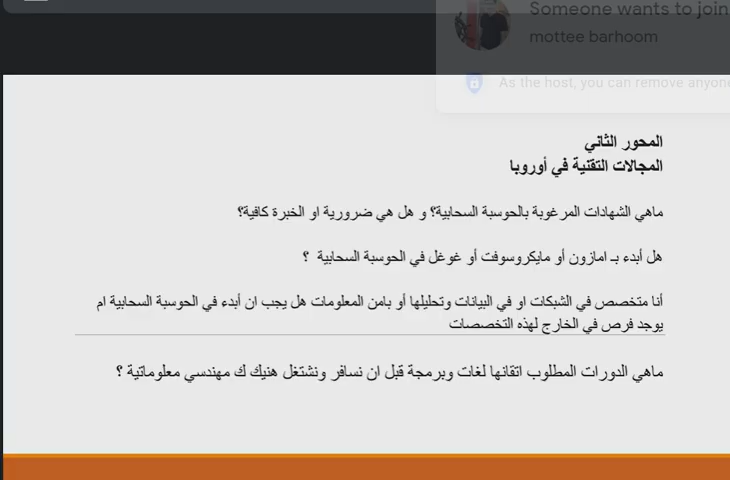 Someone wants to join
mottee barhoom
As the host, you can remove anyone
المحور الثاني
المجالات التقنية في أوروبا
ماهي الشهادات المرغوبة بالحوسبة السحابية؟ و هل هي ضرورية او الخبرة كافية؟
هل أبدء بـ امازون أو مايكروسوفت أو غوغل في الحوسبة السحابية ؟
أنا متخصص في الشبكات او في البيانات وتحليلها أو بامن المعلومات هل يجب ان أبدء في الحوسبة السحابية ام
يوجد فرص في الخارج لهذه التخصصات
ماهي الدورات المطلوب اتقانها لغات وبرمجة قبل ان نسافر ونشتغل هنيك ك مهندسي معلوماتية ؟